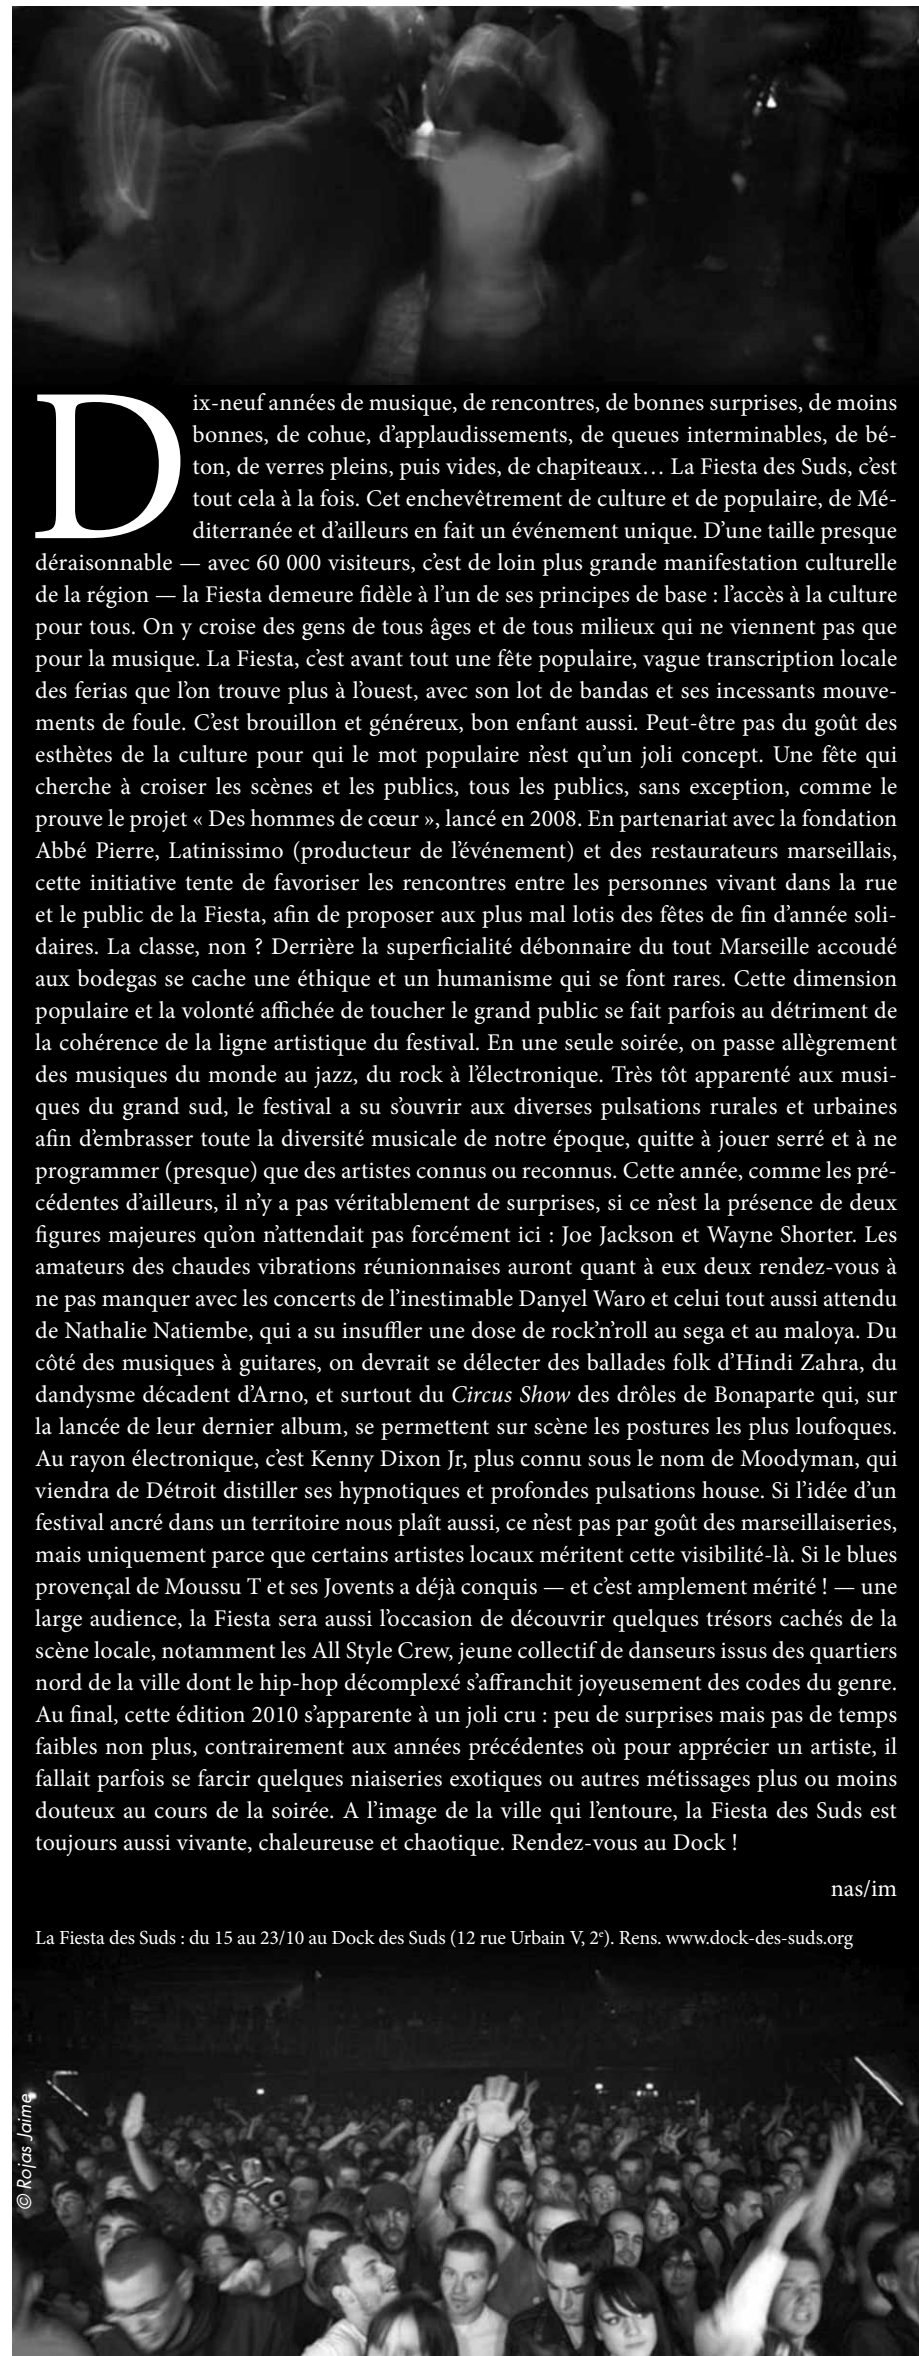 Dix-neuf années de musique, de rencontres, de bonnes surprises, de moins
bonnes, de cohue, d’applaudissements, de queues interminables, de bé-
ton, de verres pleins, puis vides, de chapiteaux… La Fiesta des Suds, c’est
tout cela à la fois. Cet enchevêtrement de culture et de populaire, de Mé-
diterranée et d’ailleurs en fait un événement unique. D’une taille presque
déraisonnable — avec 60 000 visiteurs, c’est de loin plus grande manifestation culturelle
de la région — la Fiesta demeure fidèle à l’un de ses principes de base : l’accès à la culture
pour tous. On y croise des gens de tous âges et de tous milieux qui ne viennent pas que
pour la musique. La Fiesta, c’est avant tout une fête populaire, vague transcription locale
des ferias que l’on trouve plus à l’ouest, avec son lot de bandas et ses incessants mouve-
ments de foule. C’est brouillon et généreux, bon enfant aussi. Peut-être pas du goût des
esthètes de la culture pour qui le mot populaire n’est qu’un joli concept. Une fête qui
cherche à croiser les scènes et les publics, tous les publics, sans exception, comme le
prouve le projet « Des hommes de cœur », lancé en 2008. En partenariat avec la fondation
Abbé Pierre, Latinissimo (producteur de l’événement) et des restaurateurs marseillais,
cette initiative tente de favoriser les rencontres entre les personnes vivant dans la rue
et le public de la Fiesta, afin de proposer aux plus mal lotis des fêtes de fin d’année soli-
daires. La classe, non ? Derrière la superficialité débonnaire du tout Marseille accoudé
aux bodegas se cache une éthique et un humanisme qui se font rares. Cette dimension
populaire et la volonté affichée de toucher le grand public se fait parfois au détriment de
la cohérence de la ligne artistique du festival. En une seule soirée, on passe allègrement
des musiques du monde au jazz, du rock à l’électronique. Très tôt apparenté aux musi-
ques du grand sud, le festival a su s’ouvrir aux diverses pulsations rurales et urbaines
afin d’embrasser toute la diversité musicale de notre époque, quitte à jouer serré et à ne
programmer (presque) que des artistes connus ou reconnus. Cette année, comme les pré-
cédentes d’ailleurs, il n’y a pas véritablement de surprises, si ce n’est la présence de deux
figures majeures qu’on n’attendait pas forcément ici : Joe Jackson et Wayne Shorter. Les
amateurs des chaudes vibrations réunionnaises auront quant à eux deux rendez-vous à
ne pas manquer avec les concerts de l’inestimable Danyel Waro et celui tout aussi attendu
de Nathalie Natiembe, qui a su insuffler une dose de rock’n’roll au sega et au maloya. Du
côté des musiques à guitares, on devrait se délecter des ballades folk d’Hindi Zahra, du
dandysme décadent d’Arno, et surtout du Circus Show des drôles de Bonaparte qui, sur
la lancée de leur dernier album, se permettent sur scène les postures les plus loufoques.
Au rayon électronique, c’est Kenny Dixon Jr, plus connu sous le nom de Moodyman, qui
viendra de Détroit distiller ses hypnotiques et profondes pulsations house. Si l’idée d’un
festival ancré dans un territoire nous plaît aussi, ce n’est pas par goût des marseillaiseries,
mais uniquement parce que certains artistes locaux méritent cette visibilité-là. Si le blues
provençal de Moussu T et ses Jovents a déjà conquis — et c’est amplement mérité ! — une
large audience, la Fiesta sera aussi l’occasion de découvrir quelques trésors cachés de la
scène locale, notamment les All Style Crew, jeune collectif de danseurs issus des quartiers
nord de la ville dont le hip-hop décomplexé s’affranchit joyeusement des codes du genre.
Au final, cette édition 2010 s’apparente à un joli cru : peu de surprises mais pas de temps
faibles non plus, contrairement aux années précédentes où pour apprécier un artiste, il
fallait parfois se farcir quelques niaiseries exotiques ou autres métissages plus ou moins
douteux au cours de la soirée. A l’image de la ville qui l’entoure, la Fiesta des Suds est
toujours aussi vivante, chaleureuse et chaotique. Rendez-vous au Dock !
nas/im
La Fiesta des Suds : du 15 au 23/10 au Dock des Suds (12 rue Urbain V, 2e). Rens. www.dock-des-suds.org
© Rojas Jaime